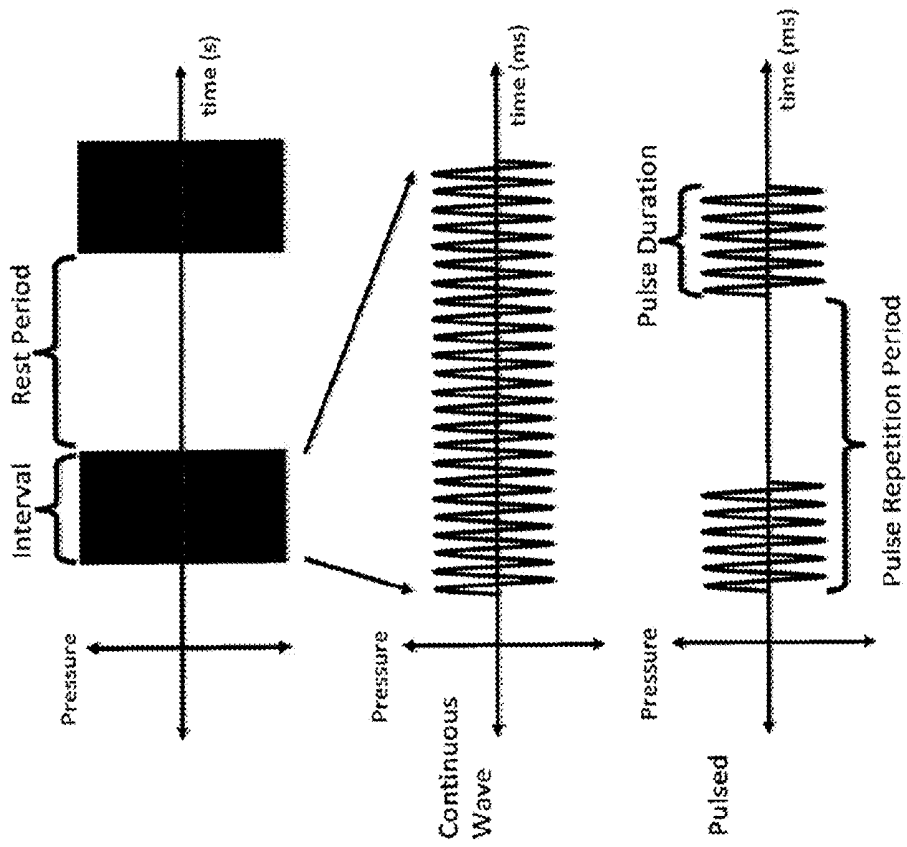 Interval
Rest Period
Pressure
time (s)
Pressure
time (ms)
Continuous
Wave
Pulse Duration
Pressure
time (ms)
Pulsed
Pulse Repetition Period